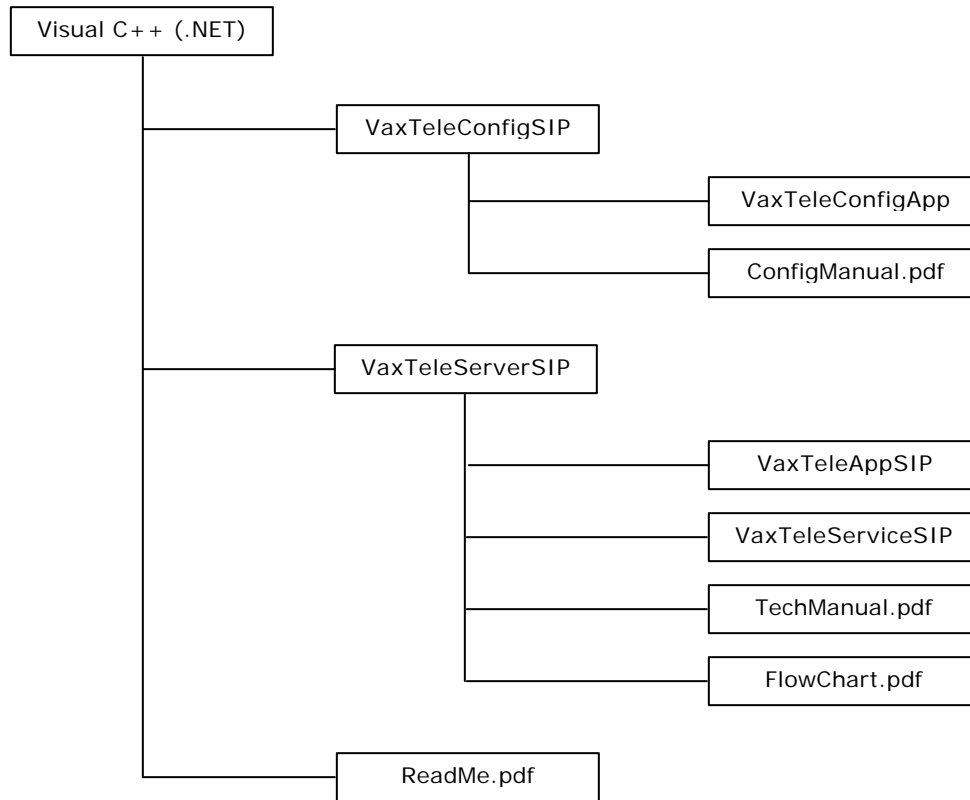 Visual C++ (.NET)
VaxTeleConfigSIP
VaxTeleConfigApp
ConfigManual.pdf
VaxTeleServerSIP
VaxTeleAppSIP
VaxTeleServiceSIP
TechManual.pdf
FlowChart.pdf
ReadMe.pdf